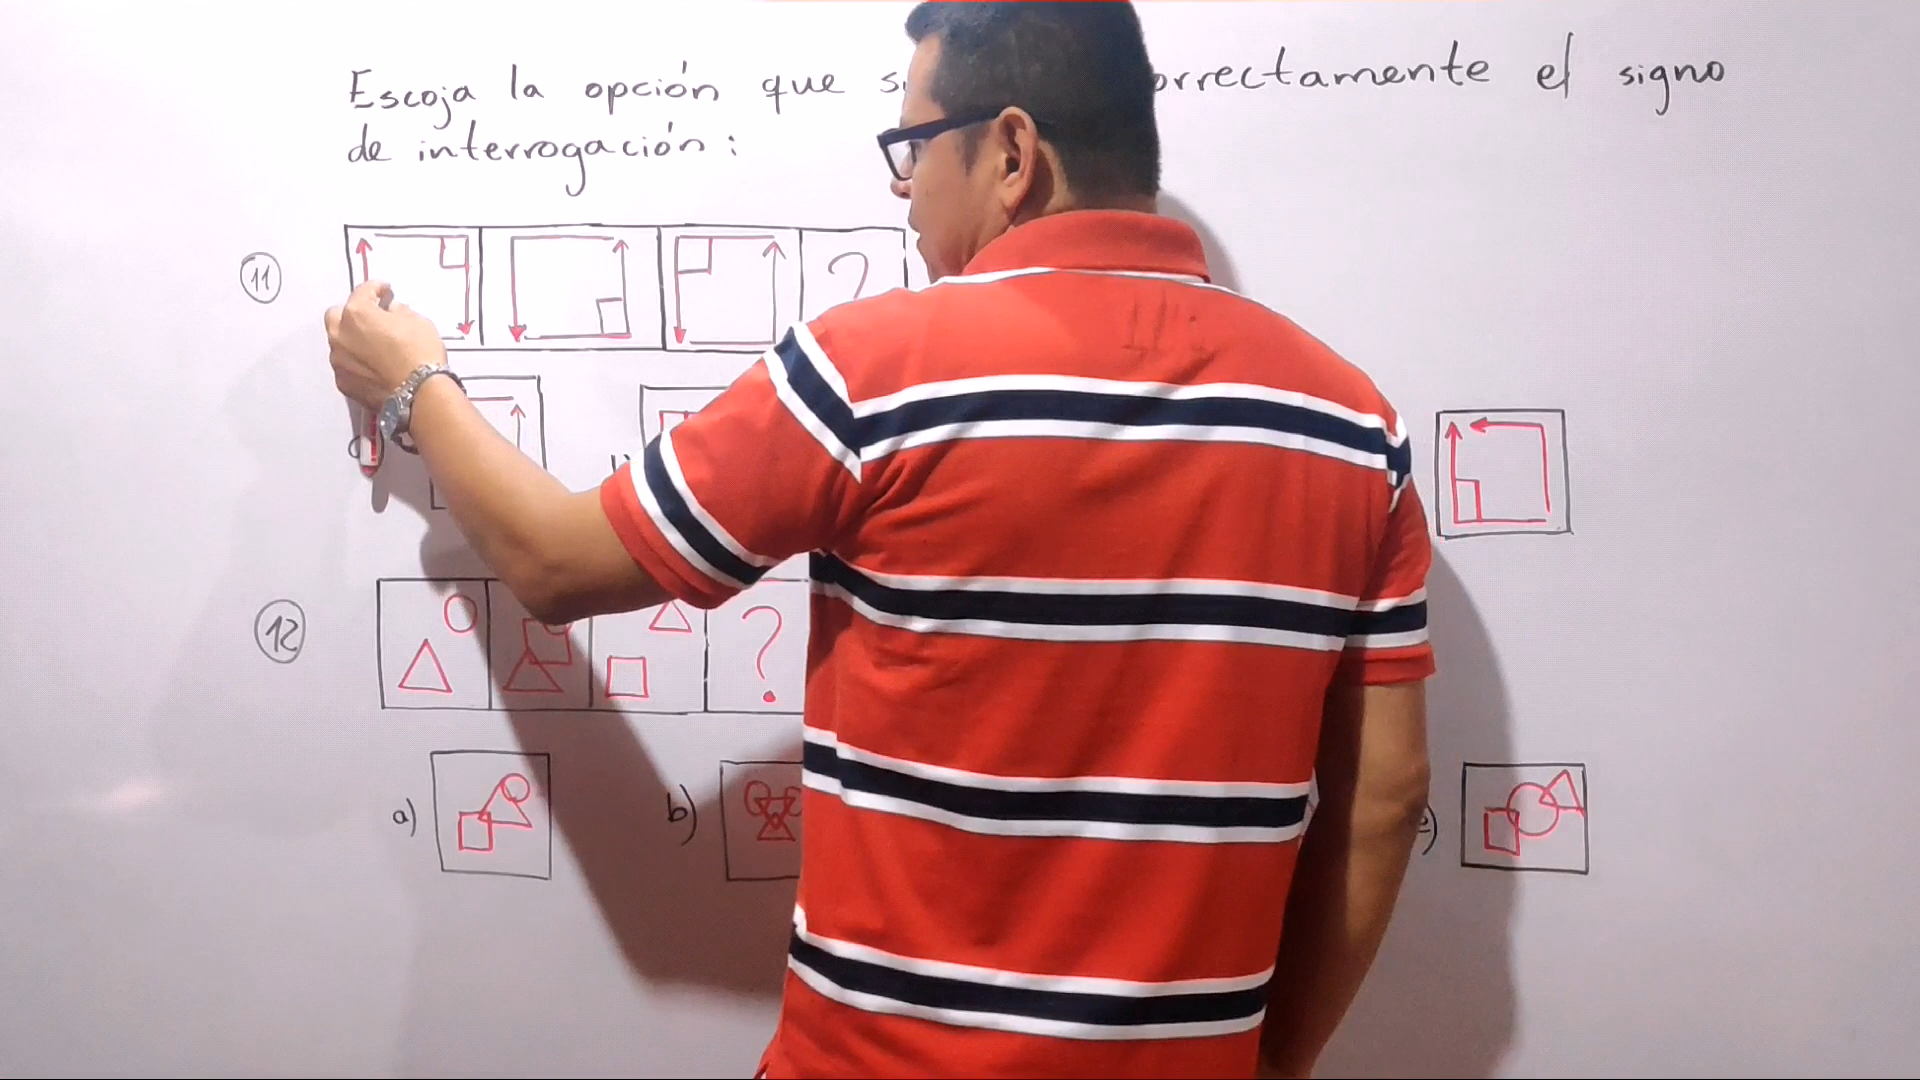 Escoja la opción que orrectamente el signo
de interrogación:
11
?
12
?
a) b) e)